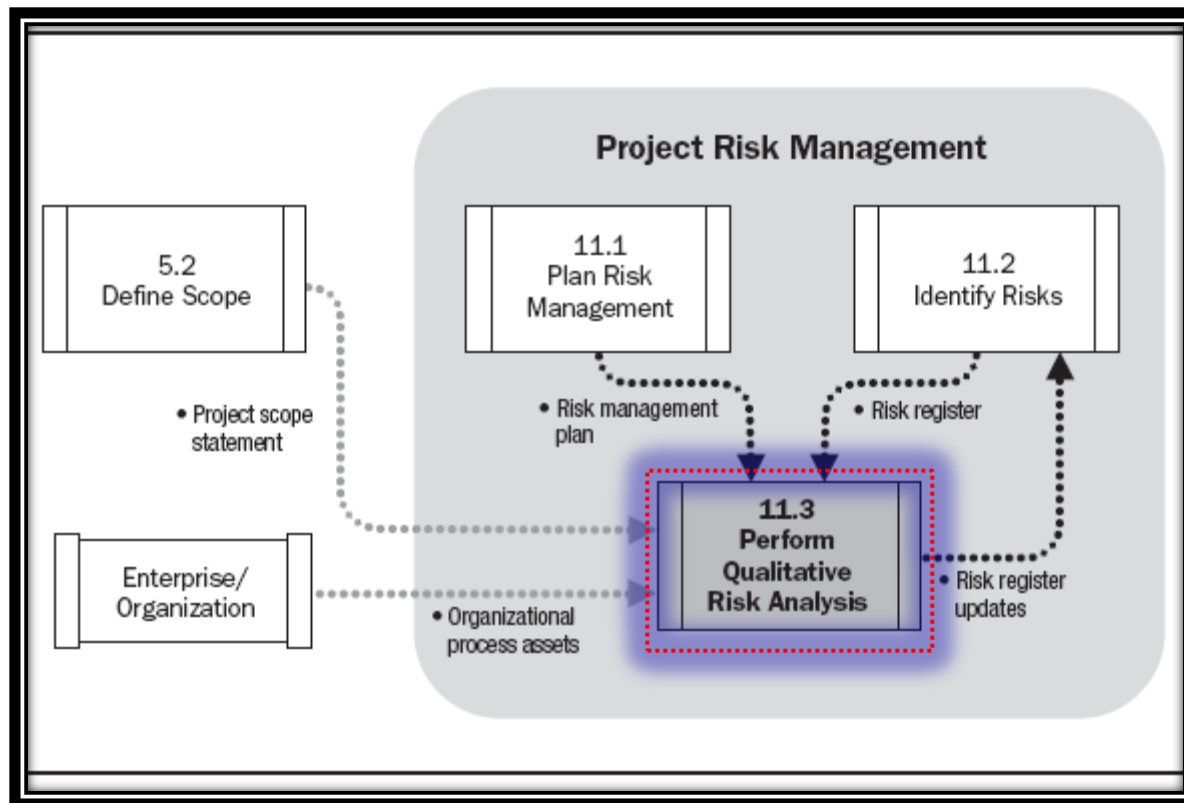 Project Risk Management
5.2
Define Scope
11.1
Plan Risk
Management
11.2
Identify Risks
• Project scope
statement
• Risk management
plan
• Risk register
11.3
Perform
Qualitative
Risk Analysis
Enterprise/
Organization
• Organizational
process assets
• Risk register
updates